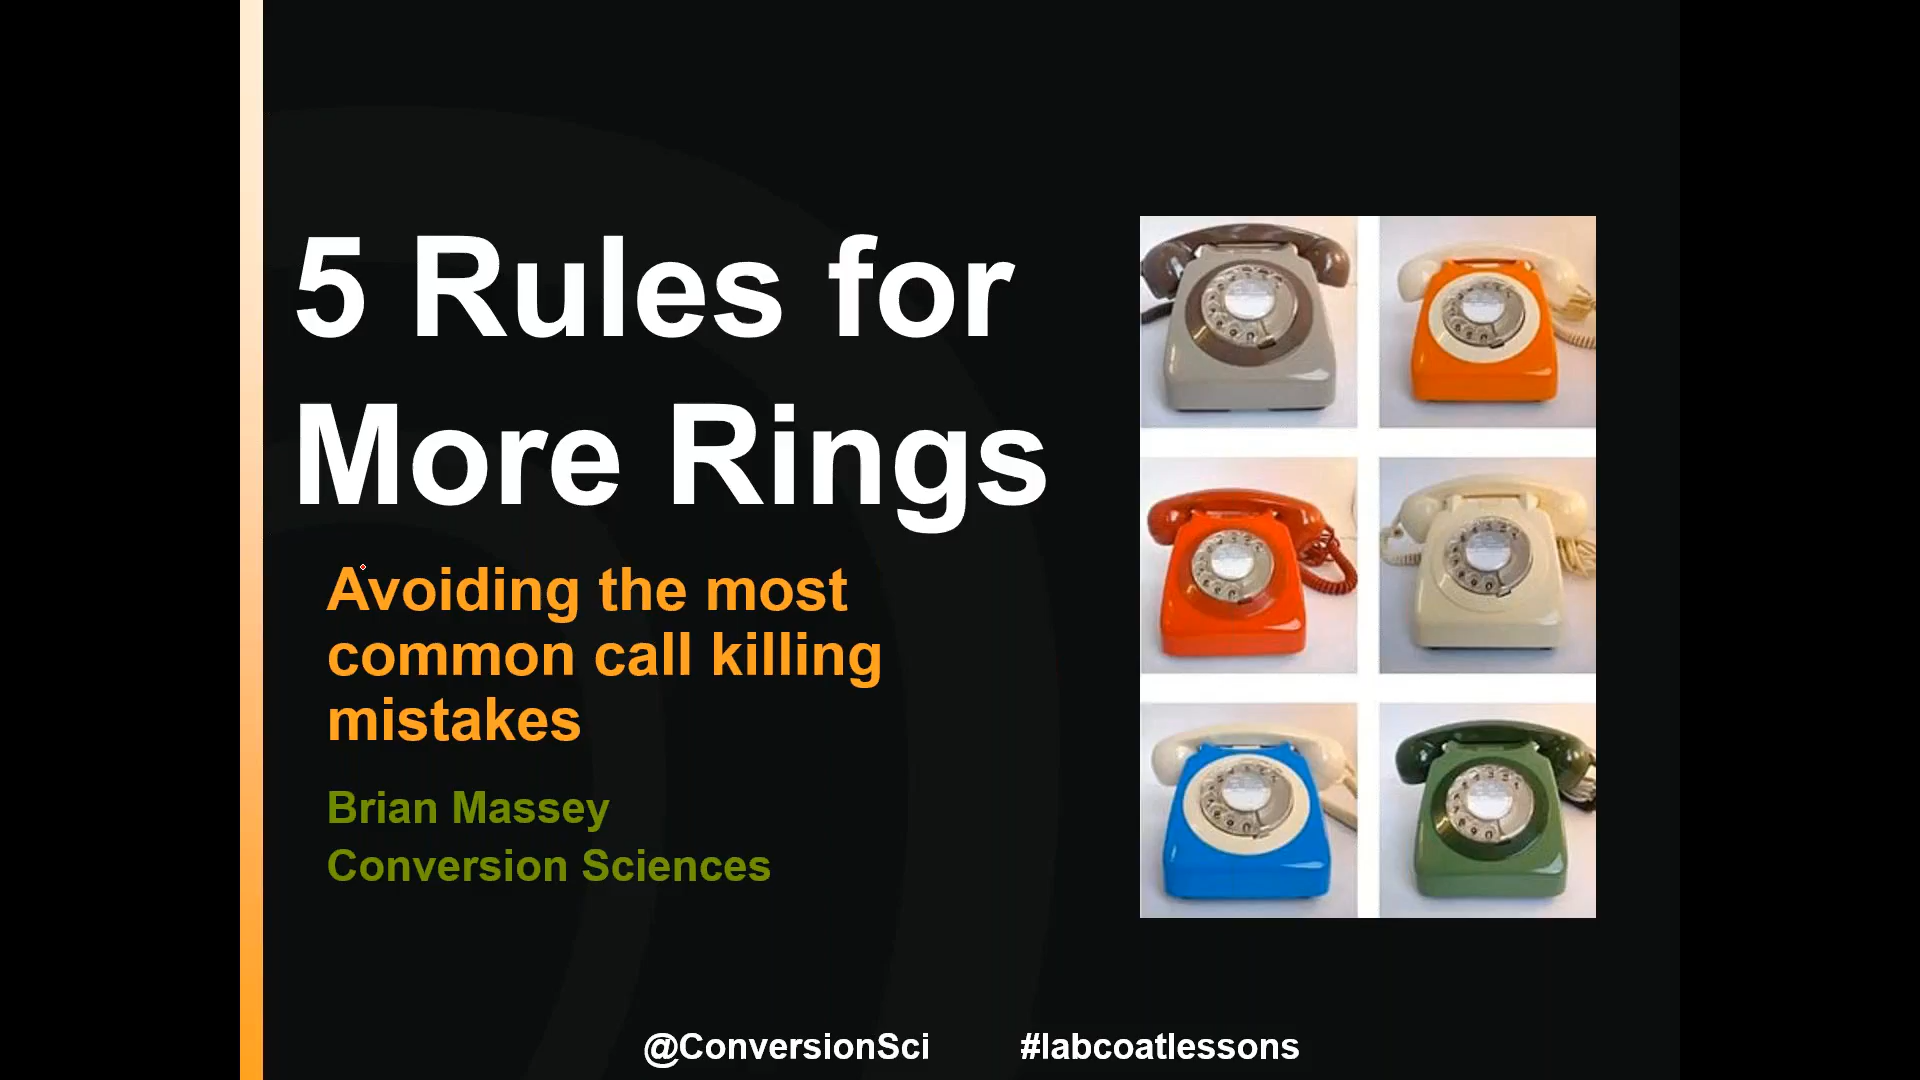 5 Rules for
More Rings
Avoiding the most
common call killing
mistakes
Brian Massey
Conversion Sciences
@ConversionSci #labcoatlessons